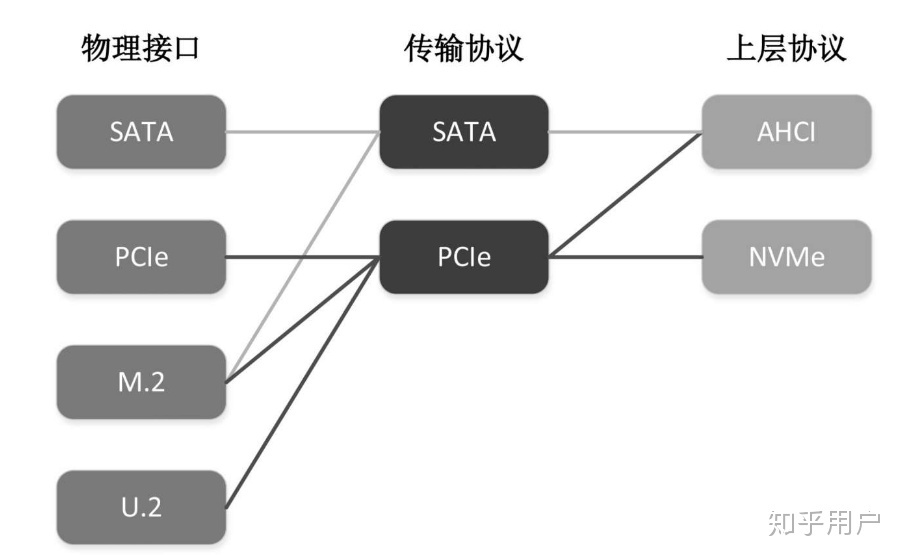 物理接口 传输协议 上层协议
SATA SATA AHCI
PCIe PCIe NVMe
M.2
U.2
知乎用户